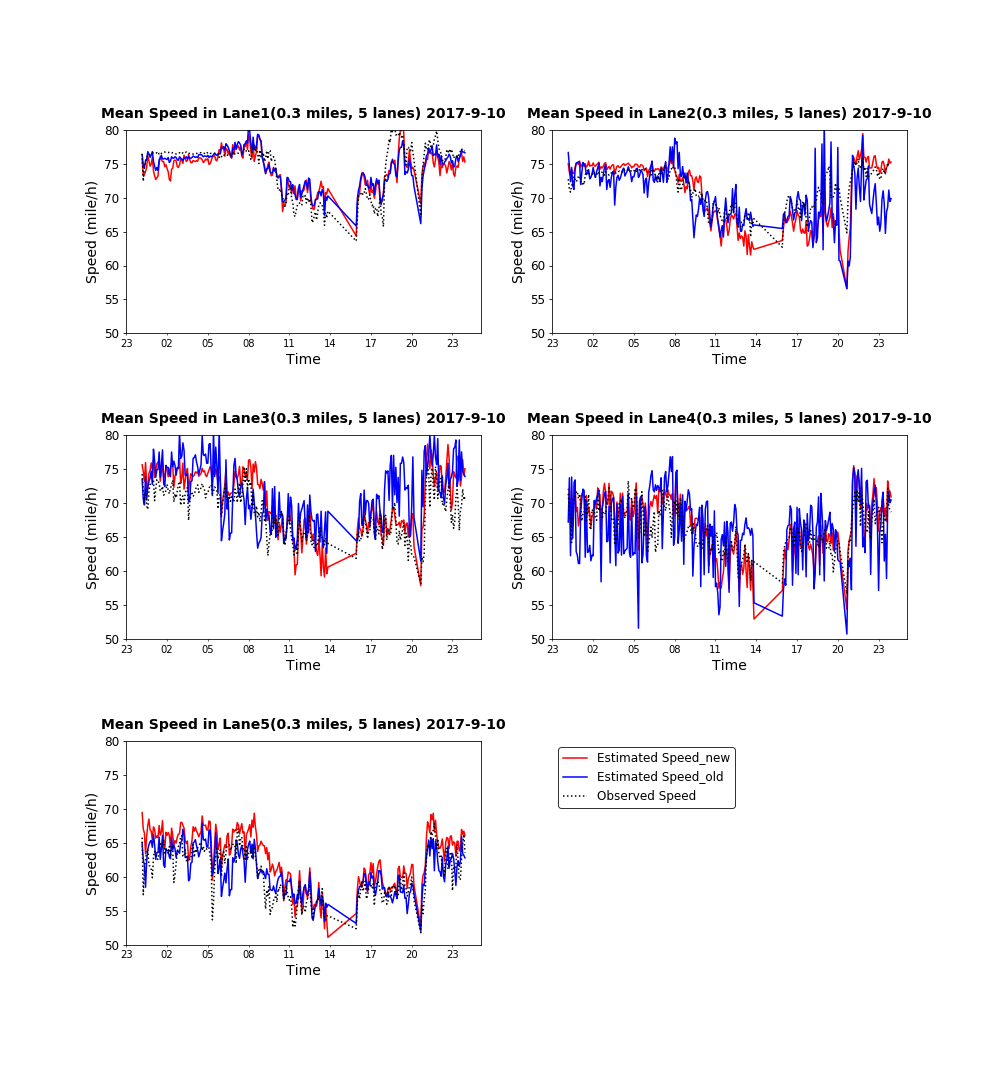 Mean Speed in Lane1(0.3 miles, 5 lanes) 2017-9-10
80
75
70
65
60
55
50
Speed (mile/h)
23 02 05 08 11 14 17 20 23
Time
Mean Speed in Lane2(0.3 miles, 5 lanes) 2017-9-10
80
75
70
65
60
55
50
Speed (mile/h)
23 02 05 08 11 14 17 20 23
Time
Mean Speed in Lane3(0.3 miles, 5 lanes) 2017-9-10
80
75
70
65
60
55
50
Speed (mile/h)
23 02 05 08 11 14 17 20 23
Time
Mean Speed in Lane4(0.3 miles, 5 lanes) 2017-9-10
80
75
70
65
60
55
50
Speed (mile/h)
23 02 05 08 11 14 17 20 23
Time
Mean Speed in Lane5(0.3 miles, 5 lanes) 2017-9-10
80
75
70
65
60
55
50
Speed (mile/h)
23 02 05 08 11 14 17 20 23
Time
Estimated Speed_new
Estimated Speed_old
Observed Speed